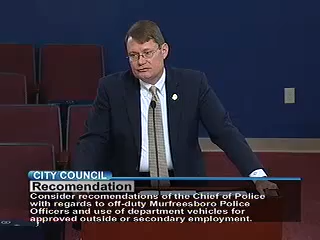 CITY COUNCIL
Recomendation
Consider recomendations of the Chief of Police
with regards to off-duty Murfreesboro Police
Officers and use of department vehicles for
approved outside or secondary employment.